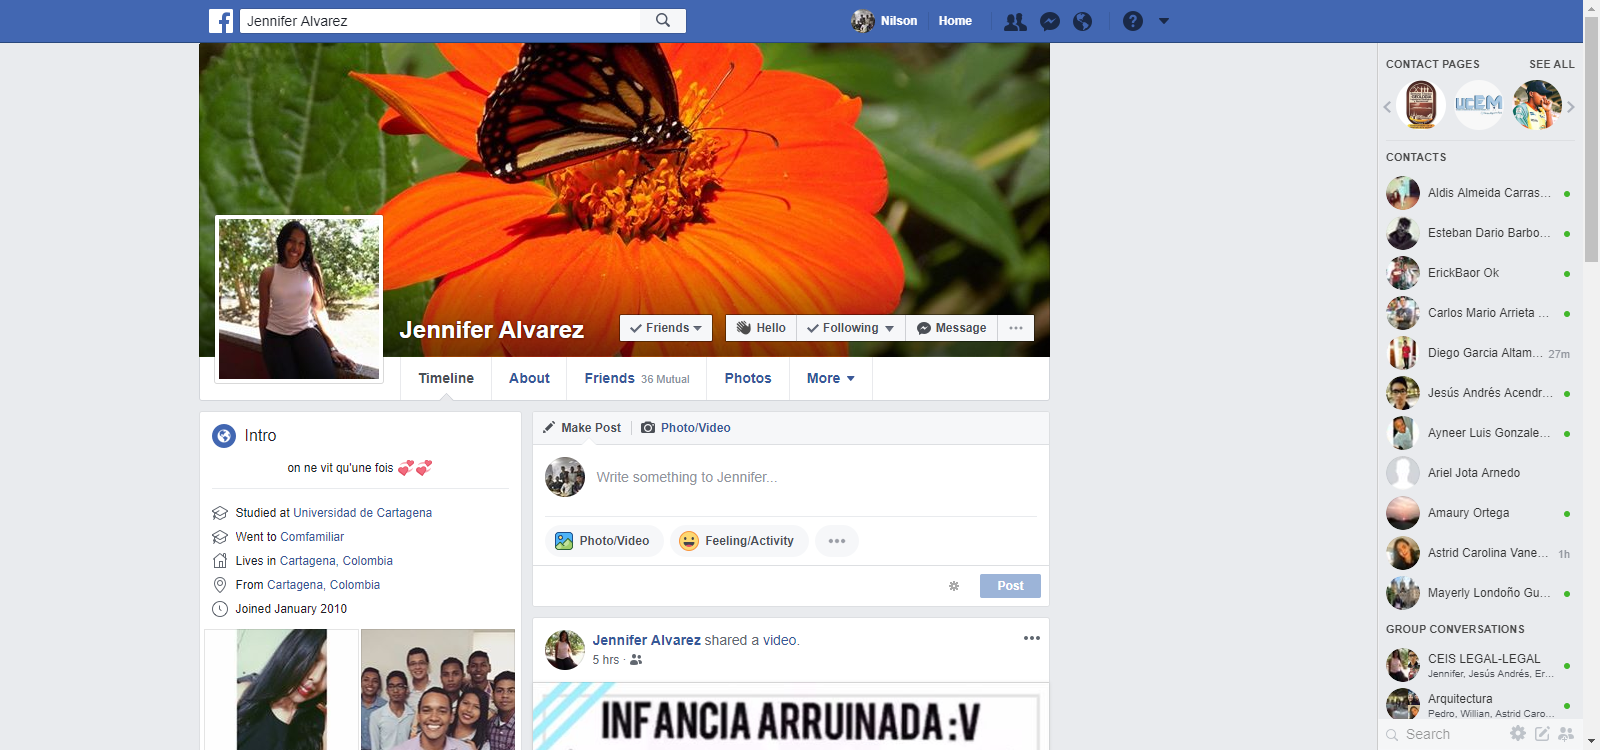 Jennifer Alvarez
Nilson
Home
Jennifer Alvarez
Friends
Hello
Following
Message
Timeline
About
Friends 36 Mutual
Photos
More
Intro
on ne vit qu'une fois
Studied at Universidad de Cartagena
Went to Comfamiliar
Lives in Cartagena, Colombia
From Cartagena, Colombia
Joined January 2010
Make Post
Photo/Video
Write something to Jennifer...
Photo/Video
Feeling/Activity
Post
Jennifer Alvarez shared a video.
5 hrs ·
INFANCIA ARRUINADA :V
CONTACT PAGES
SEE ALL
UCEM
CONTACTS
Aldis Almeida Carras...
Esteban Dario Barbo...
ErickBaor Ok
Carlos Mario Arrieta ...
Diego Garcia Altam... 27m
Jesús Andrés Acendr...
Ayneer Luis Gonzale...
Ariel Jota Arnedo
Amaury Ortega
Astrid Carolina Vane... 1h
Mayerly Londoño Gu...
GROUP CONVERSATIONS
CEIS LEGAL-LEGAL
Jennifer, Jesús Andrés, Er...
Arquitectura
Pedro, Willian, Astrid Caro...
Search